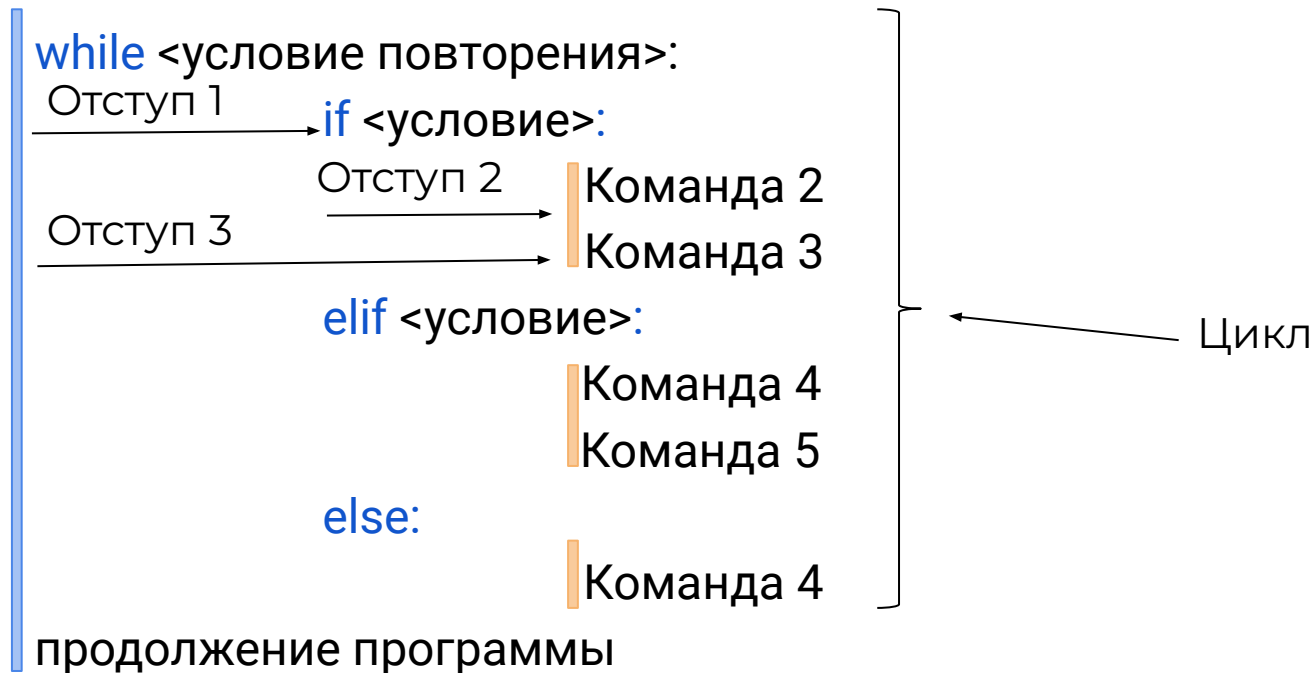 while <условие повторения>:
Отступ 1
if <условие>:
Отступ 2
Команда 2
Отступ 3
Команда 3
elif <условие>:
Цикл
Команда 4
Команда 5
else:
Команда 4
продолжение программы